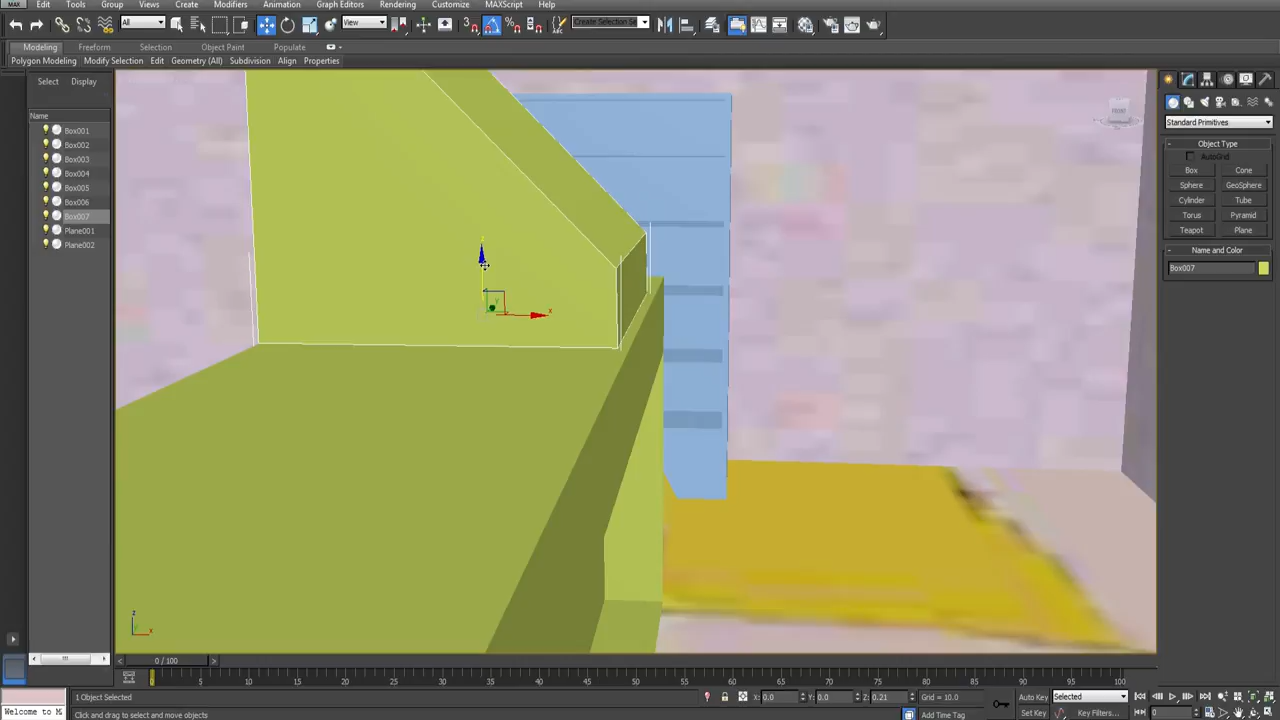 MAX Edit Tools Group Views Create Modifiers Animation Graph Editors Rendering Customize MAXScript Help
All View Create Selection Se
Modeling Freeform Selection Object Paint Populate
Polygon Modeling Modify Selection Edit Geometry (All) Subdivision Align Properties
Select Display
Name
Box001
Box002
Box003
Box004
Box005
Box006
Box007
Plane001
Plane002
Standard Primitives
Object Type
AutoGrid
Box Cone
Sphere GeoSphere
Cylinder Tube
Torus Pyramid
Teapot Plane
Name and Color
Box007
z
x
z
x
0 / 100
0 5 10 15 20 25 30 35 40 45 50 55 60 65 70 75 80 85 90 95 100
1 Object Selected X: 0.0 Y: 0.0 Z: 0.21 Grid = 10.0 Auto Key Selected
Welcome to M Click and drag to select and move objects Add Time Tag Set Key Key Filters... 0